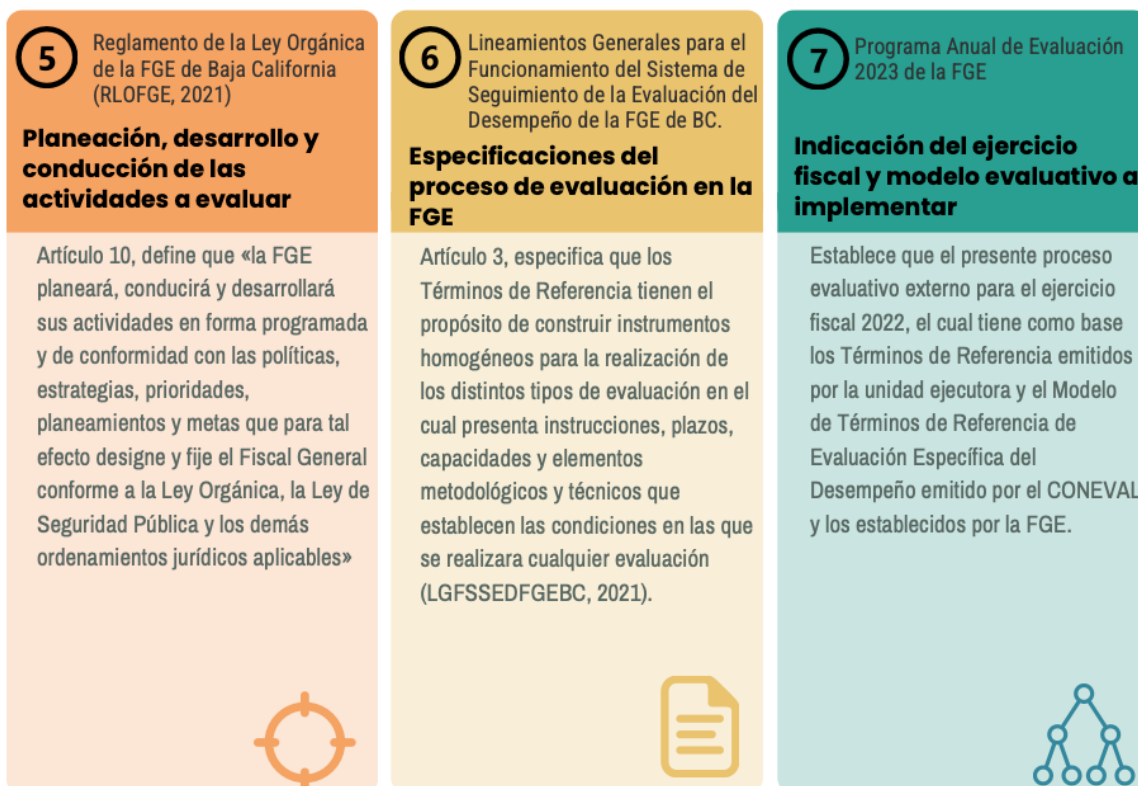 5
Reglamento de la Ley Orgánica
de la FGE de Baja California
(RLOFGE, 2021)
Planeación, desarrollo y
conducción de las
actividades a evaluar
Artículo 10, define que «la FGE
planeará, conducirá y desarrollará
sus actividades en forma programada
y de conformidad con las políticas,
estrategias, prioridades,
planeamientos y metas que para tal
efecto designe y fije el Fiscal General
conforme a la Ley Orgánica, la Ley de
Seguridad Pública y los demás
ordenamientos jurídicos aplicables»
6
Lineamientos Generales para el
Funcionamiento del Sistema de
Seguimiento de la Evaluación del
Desempeño de la FGE de BC.
Especificaciones del
proceso de evaluación en la
FGE
Artículo 3, especifica que los
Términos de Referencia tienen el
propósito de construir instrumentos
homogéneos para la realización de
los distintos tipos de evaluación en el
cual presenta instrucciones, plazos,
capacidades y elementos
metodológicos y técnicos que
establecen las condiciones en las que
se realizara cualquier evaluación
(LGFSSEDFGEBC, 2021).
7
Programa Anual de Evaluación
2023 de la FGE
Indicación del ejercicio
fiscal y modelo evaluativo a
implementar
Establece que el presente proceso
evaluativo externo para el ejercicio
fiscal 2022, el cual tiene como base
los Términos de Referencia emitidos
por la unidad ejecutora y el Modelo
de Términos de Referencia de
Evaluación Específica del
Desempeño emitido por el CONEVAL
y los establecidos por la FGE.